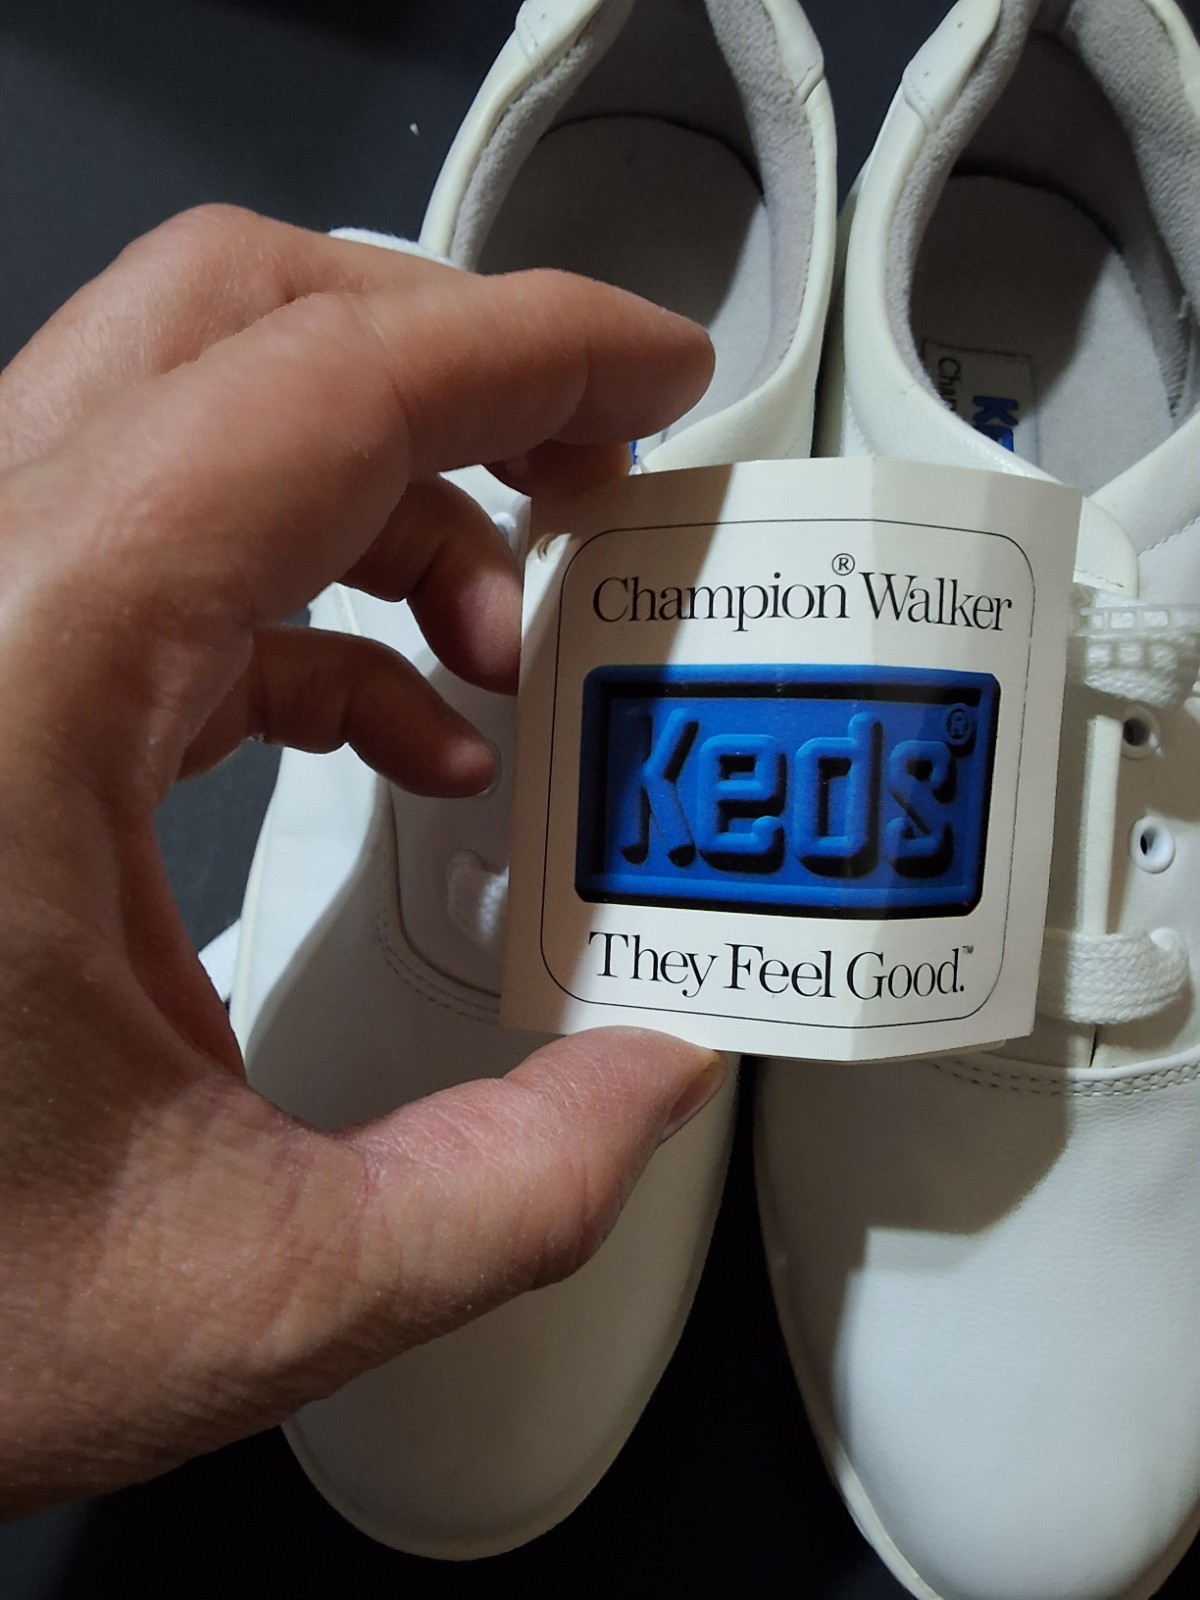 Champion® Walker
Keds®
They Feel Good.™